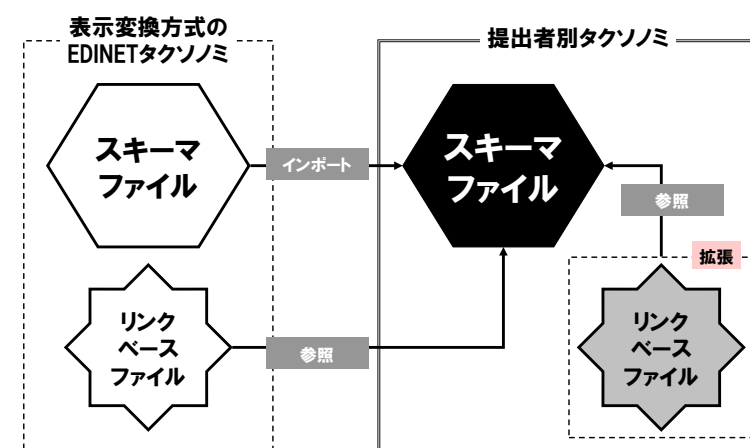 表示変換方式の
EDINETタクソノミ
提出者別タクソノミ
スキーマ
ファイル
インポート
スキーマ
ファイル
参照
拡張
リンク
ベース
ファイル
参照
リンク
ベース
ファイル